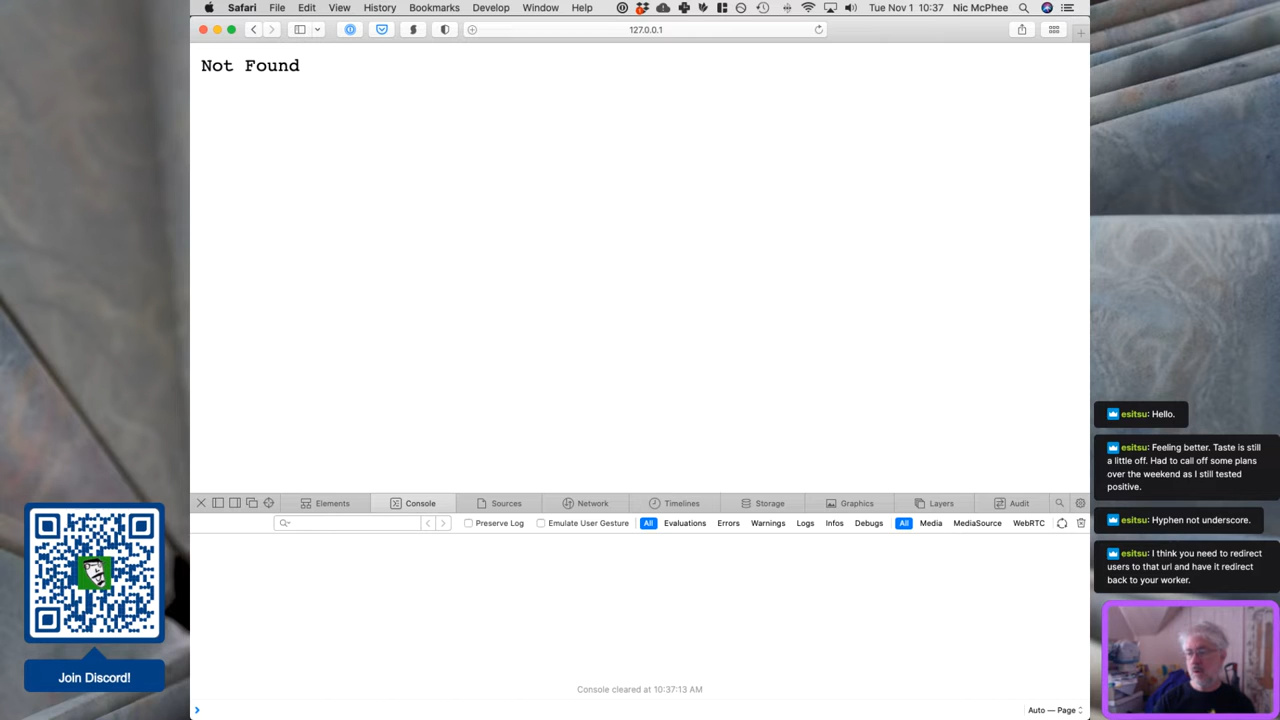 Safari File Edit View History Bookmarks Develop Window Help
Tue Nov 1 10:37 Nic McPhee
127.0.0.1
Not Found
esitsu: Hello.
esitsu: Feeling better. Taste is still
a little off. Had to call off some plans
over the weekend as I still tested
positive.
esitsu: Hyphen not underscore.
esitsu: I think you need to redirect
users to that url and have it redirect
back to your worker.
Elements Console Sources Network Timelines Storage Graphics Layers Audit
Preserve Log Emulate User Gesture All Evaluations Errors Warnings Logs Infos Debugs All Media MediaSource WebRTC
Console cleared at 10:37:13 AM
Auto — Page
Join Discord!